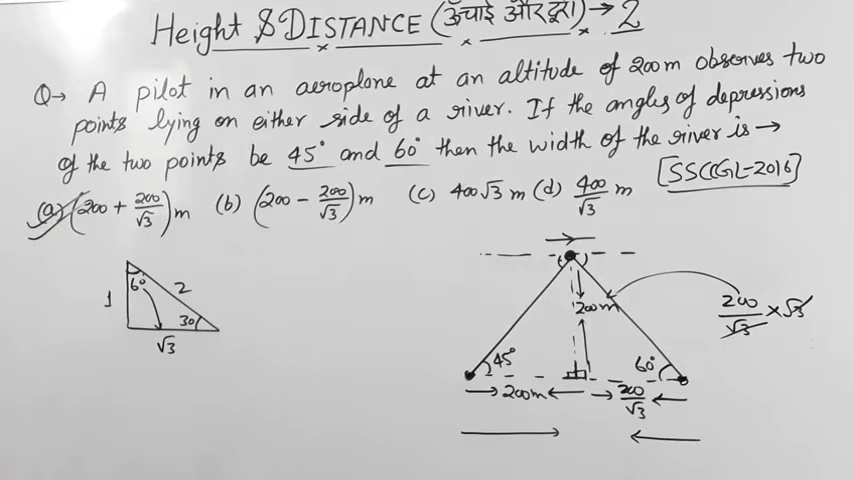 Height & DISTANCE (ऊँचाई और दूरी) → 2
Q→ A pilot in an aeroplane at an altitude of 200m observes two
points lying on either side of a river. If the angles of depressions
of the two points be 45° and 60° then the width of the river is →
[SSC CGL-2016]
(a) (200 + 200/√3) m (b) (200 - 200/√3) m (c) 400√3 m (d) 400/√3 m
1 60° 2 30° √3
200m
200/√3 × √3
45° 60°
200m 200/√3